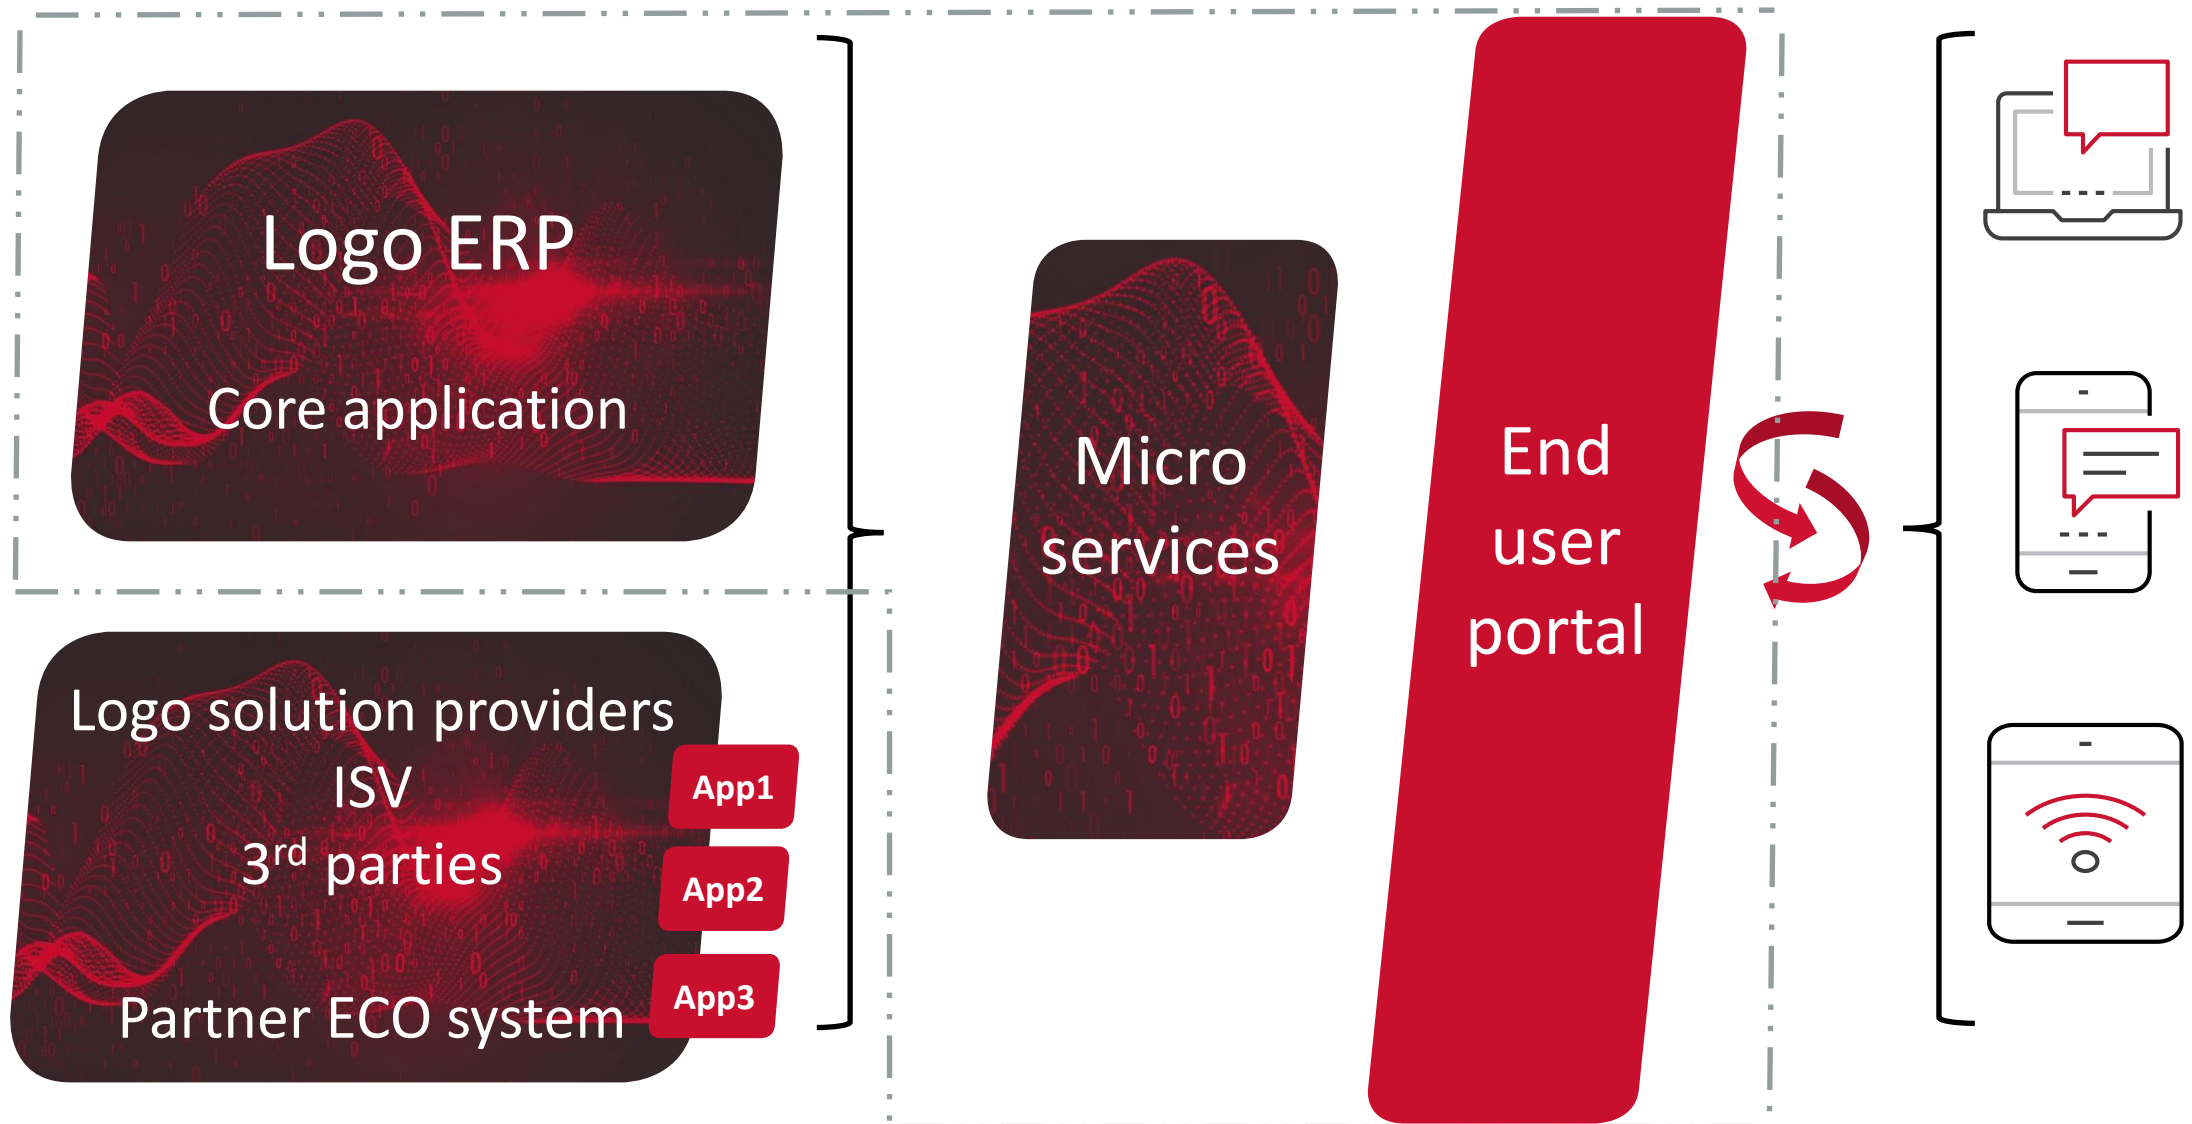 Logo ERP
Core application
Logo solution providers
ISV
3rd parties
Partner ECO system
App1
App2
App3
Micro
services
End
user
portal